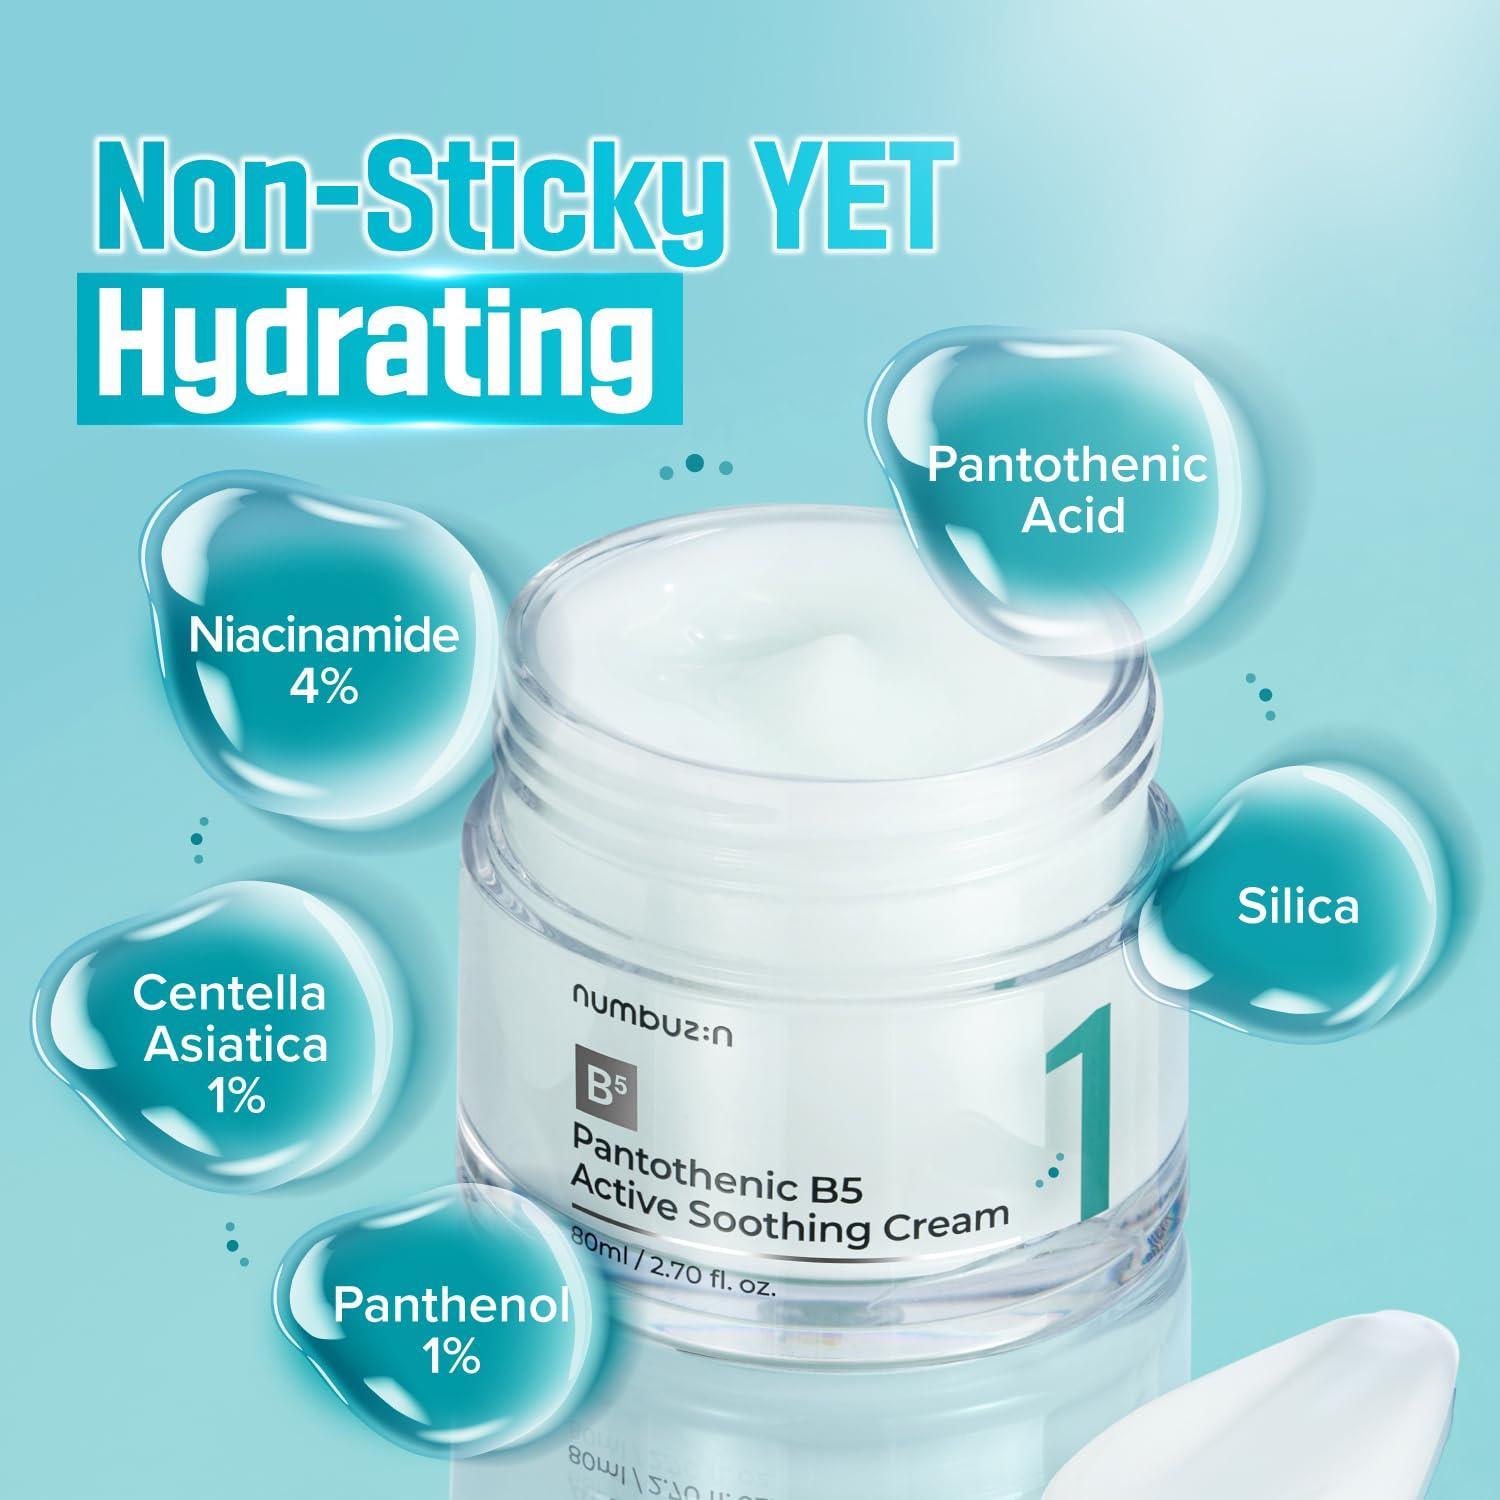 Non-Sticky YET
Hydrating
Pantothenic
Acid
Niacinamide
4%
Silica
Centella
Asiatica
1%
numbuz:n
1
B5
Pantothenic B5
Active Soothing Cream
80ml / 2.70 fl. oz.
Panthenol
1%